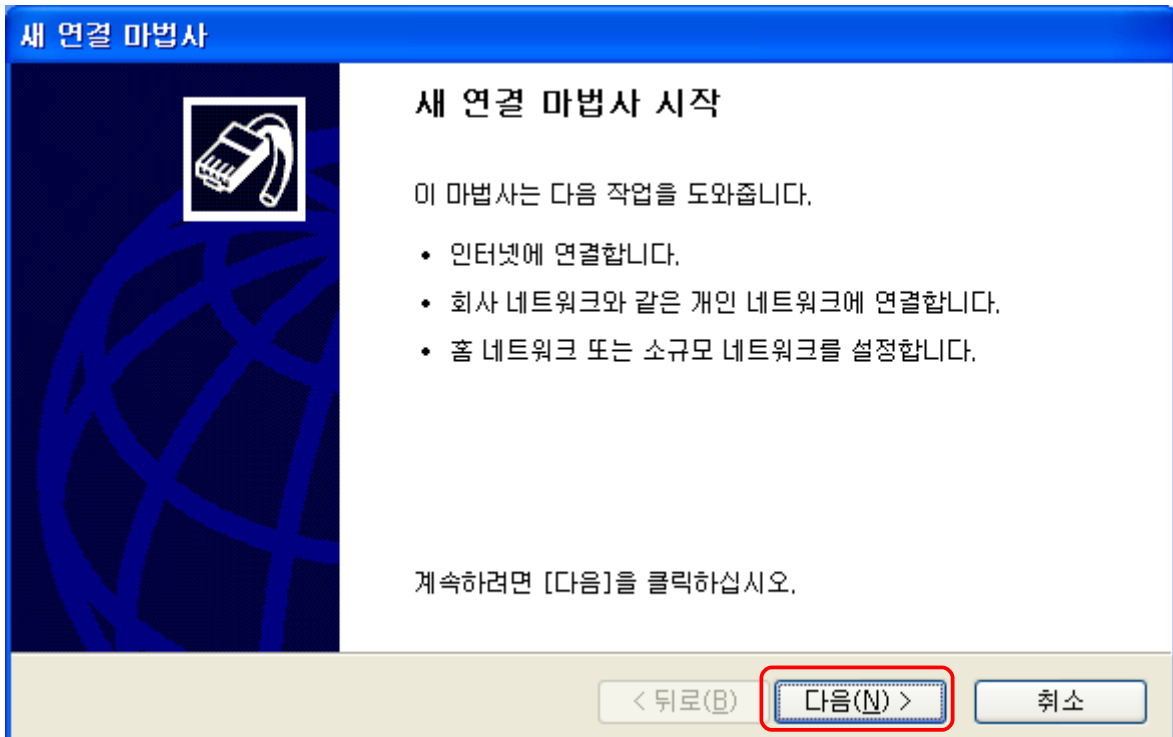 새 연결 마법사
새 연결 마법사 시작
이 마법사는 다음 작업을 도와줍니다.
• 인터넷에 연결합니다.
• 회사 네트워크와 같은 개인 네트워크에 연결합니다.
• 홈 네트워크 또는 소규모 네트워크를 설정합니다.
계속하려면 [다음]을 클릭하십시오.
< 뒤로(B) 다음(N) > 취소